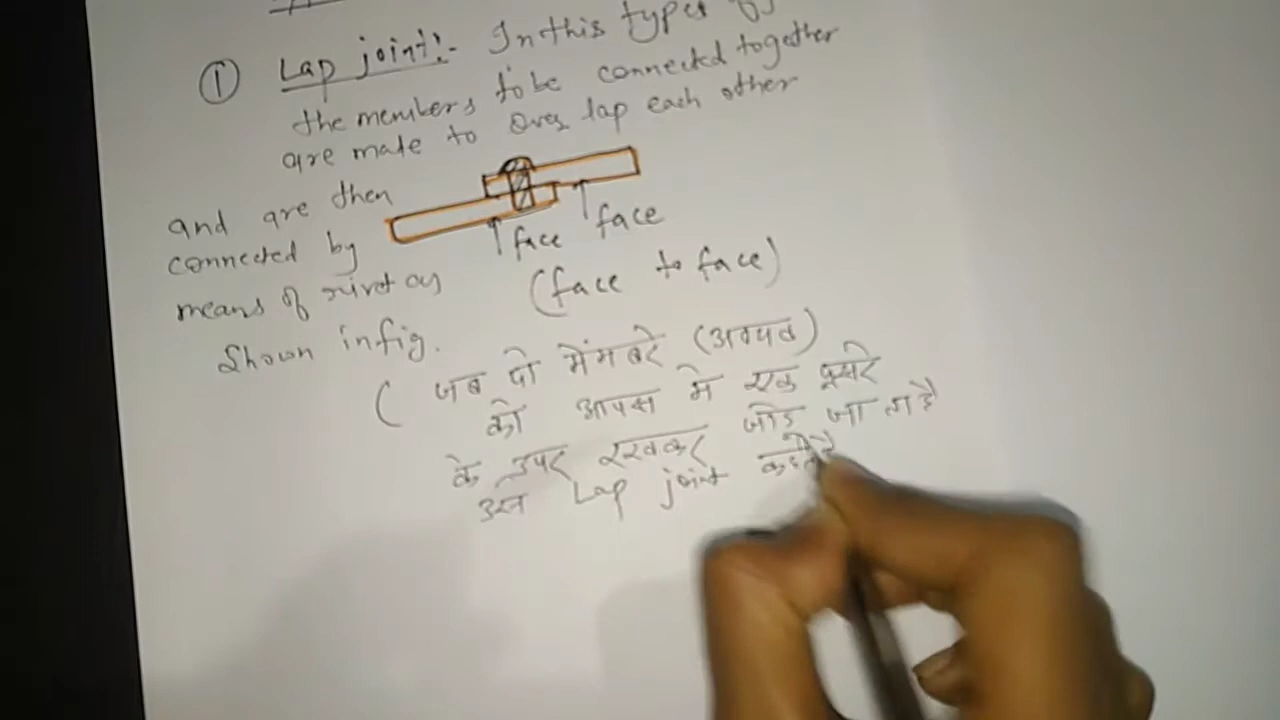 ① Lap joint:- In this types of
the members to be connected together
are made to over lap each other
and are then
connected by
means of rivet as
Shown in fig.
face face
(face to face)
( जब दो मेंमबरे (अवयव)
को आपस मे एक दूसरे
के उपर रखकर जोड जाता है
उसे Lap joint कहते है